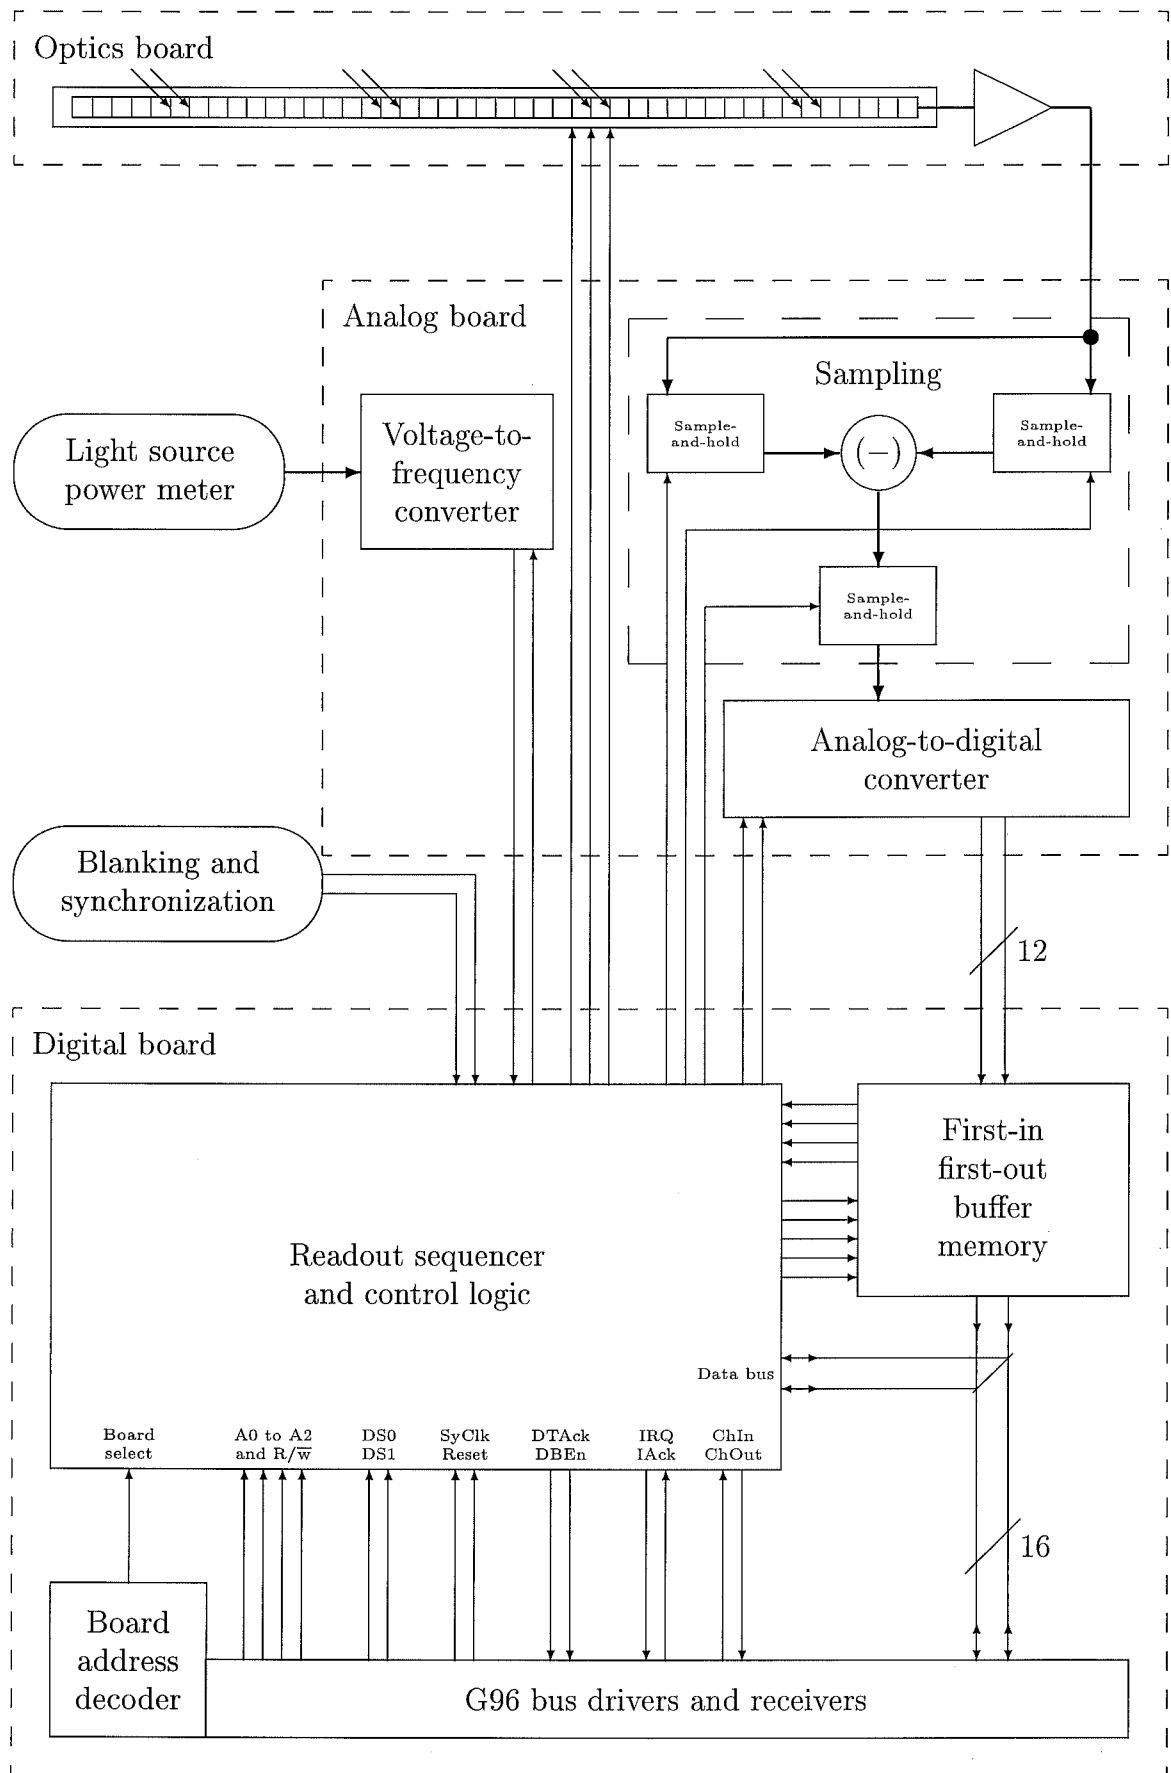 Optics board
Analog board
Sampling
Sample-
and-hold
(−)
Sample-
and-hold
Light source
power meter
Voltage-to-
frequency
converter
Sample-
and-hold
Analog-to-digital
converter
Blanking and
synchronization
12
Digital board
First-in
first-out
buffer
memory
Readout sequencer
and control logic
Data bus
Board
select
A0 to A2
and R/w̅
DS0
DS1
SyClk
Reset
DTAck
DBEn
IRQ
IAck
ChIn
ChOut
16
Board
address
decoder
G96 bus drivers and receivers